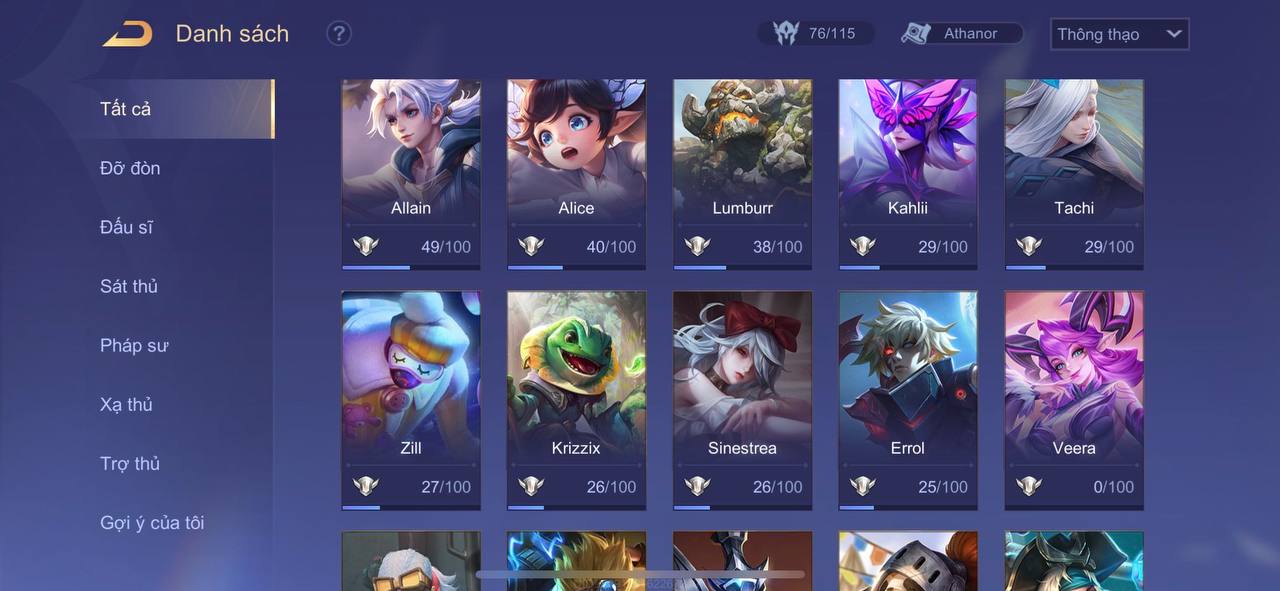 Danh sách
?
76/115
Athanor
Thông thạo
Tất cả
Đỡ đòn
Đấu sĩ
Sát thủ
Pháp sư
Xạ thủ
Trợ thủ
Gợi ý của tôi
Allain
Alice
Lumburr
Kahlii
Tachi
49/100
40/100
38/100
29/100
29/100
Zill
Krizzix
Sinestrea
Errol
Veera
27/100
26/100
26/100
25/100
0/100